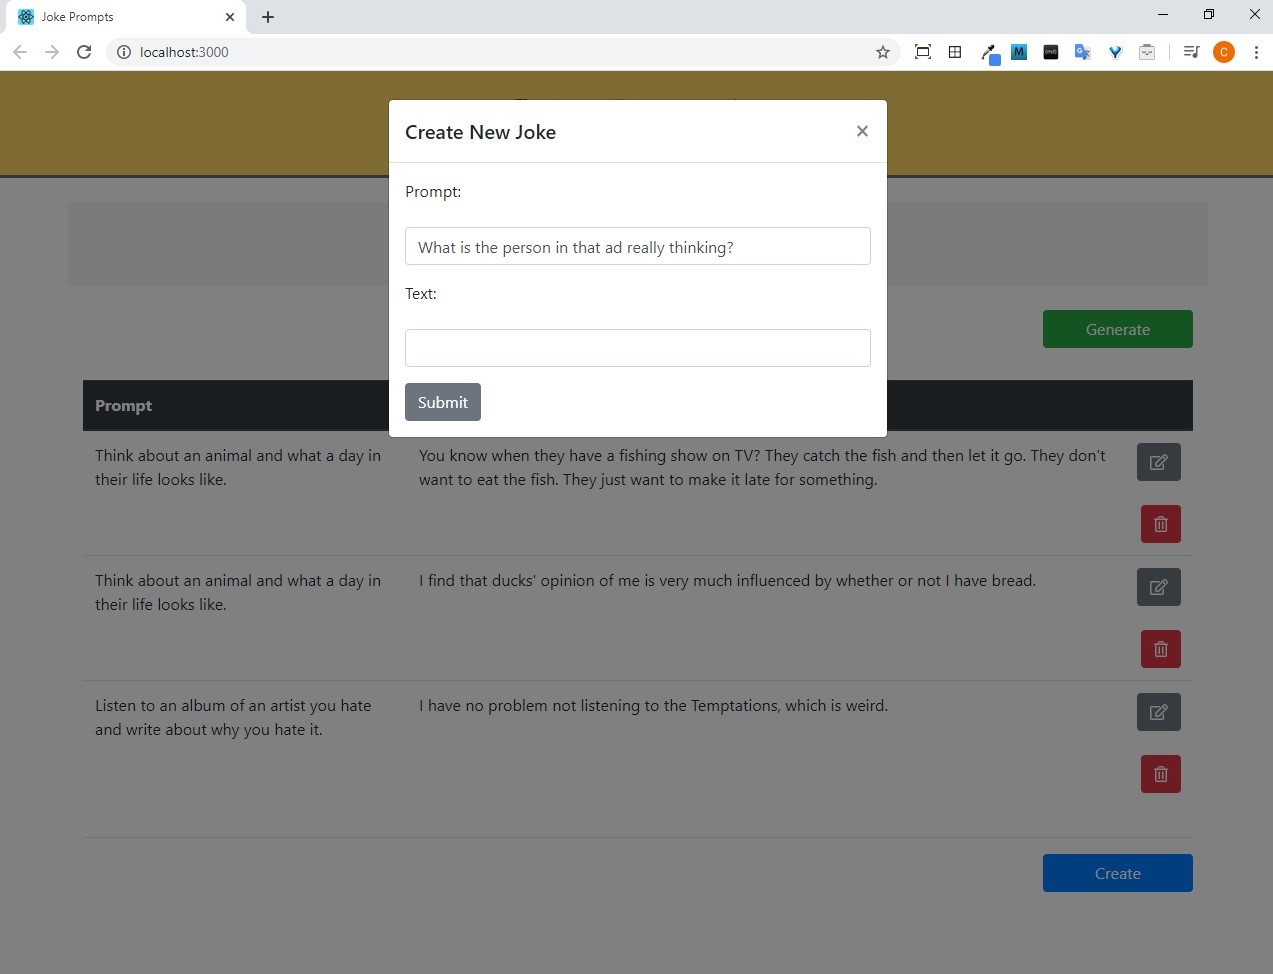 Joke Prompts
localhost:3000
C
Create New Joke
×
Prompt:
What is the person in that ad really thinking?
Text:
Submit
Generate
Prompt
Think about an animal and what a day in
their life looks like.
You know when they have a fishing show on TV? They catch the fish and then let it go. They don't
want to eat the fish. They just want to make it late for something.
Think about an animal and what a day in
their life looks like.
I find that ducks' opinion of me is very much influenced by whether or not I have bread.
Listen to an album of an artist you hate
and write about why you hate it.
I have no problem not listening to the Temptations, which is weird.
Create